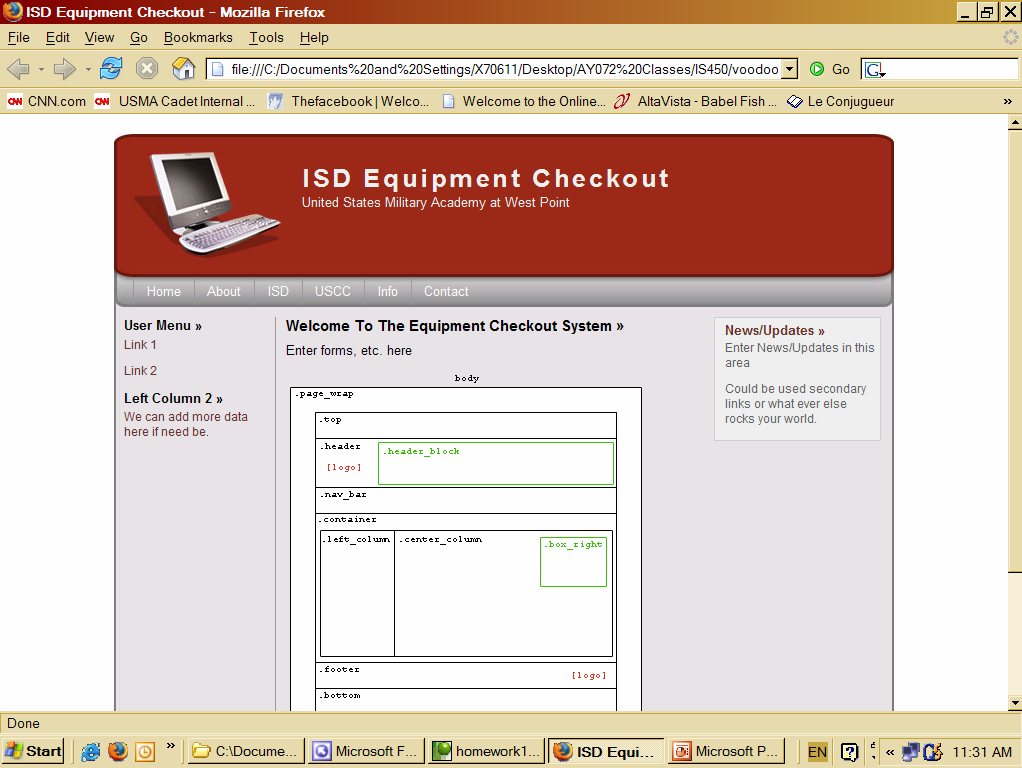 ISD Equipment Checkout - Mozilla Firefox
File Edit View Go Bookmarks Tools Help
file:///C:/Documents%20and%20Settings/X70611/Desktop/AY072%20Classes/IS450/voodoo Go G
CNN CNN.com CNN USMA Cadet Internal ... Thefacebook | Welco... Welcome to the Online... AltaVista - Babel Fish ... Le Conjugueur »
ISD Equipment Checkout
United States Military Academy at West Point
Home About ISD USCC Info Contact
User Menu »
Link 1
Link 2
Left Column 2 »
We can add more data
here if need be.
Welcome To The Equipment Checkout System »
Enter forms, etc. here
body
.page_wrap
.top
.header
[logo]
.header_block
.nav_bar
.container
.left_column
.center_column
.box_right
.footer
[logo]
.bottom
News/Updates »
Enter News/Updates in this
area
Could be used secondary
links or what ever else
rocks your world.
Done
Start » C:\Docume... Microsoft F... homework1... ISD Equi... Microsoft P... EN « 11:31 AM